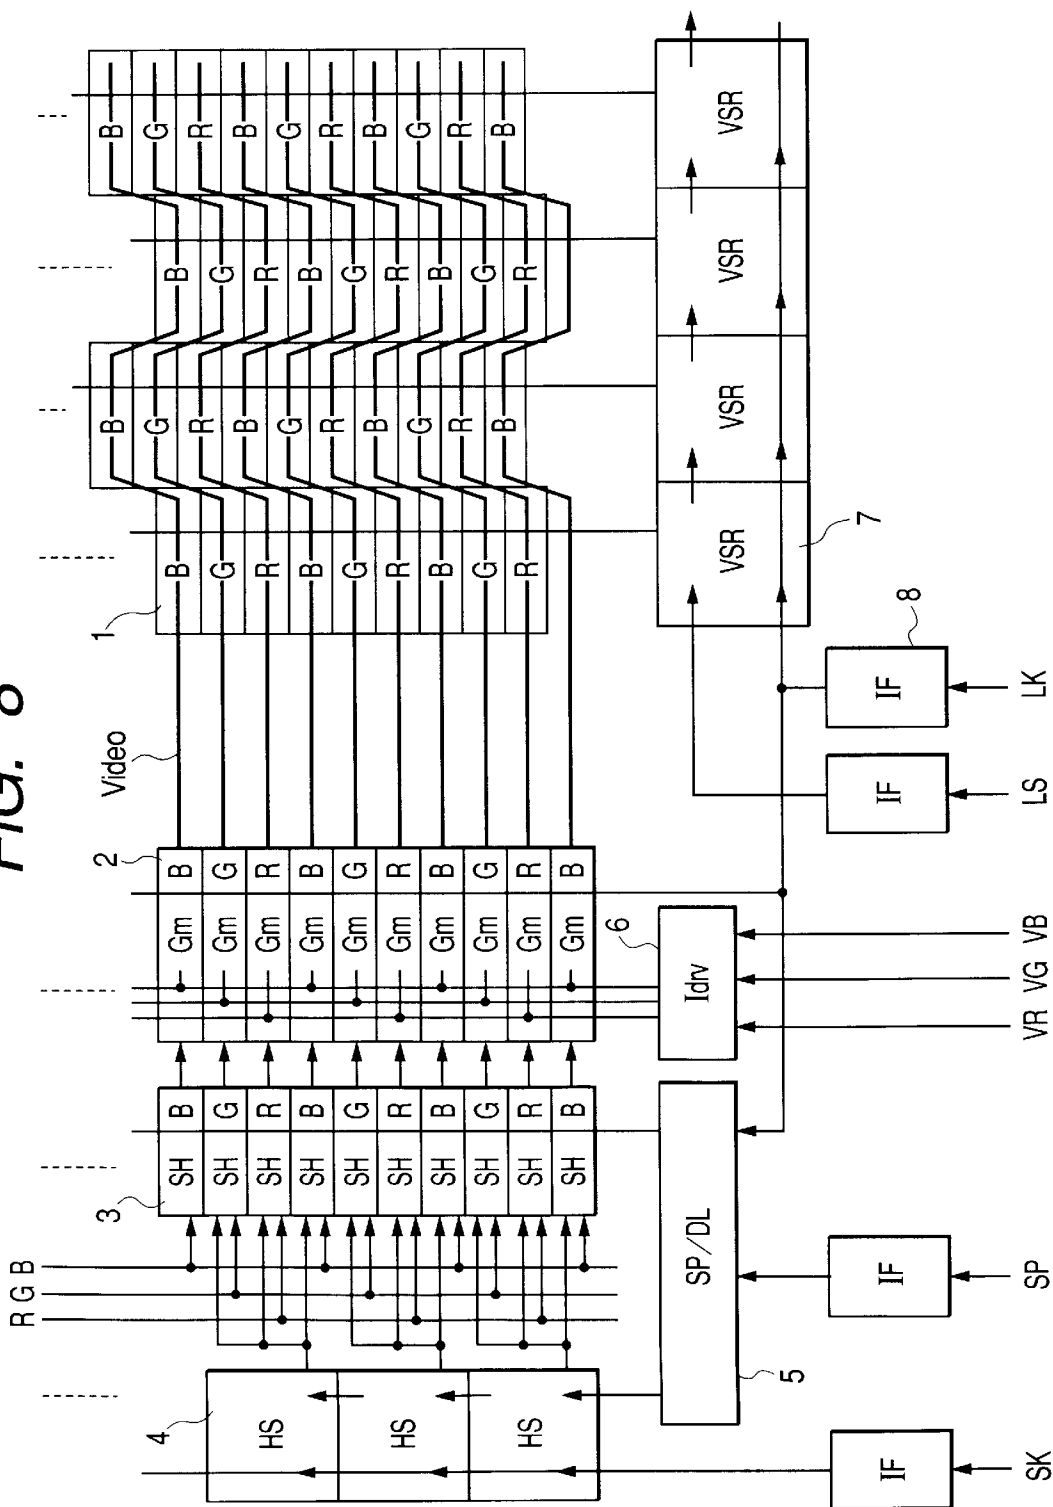 FIG. 8
R G B
3 2 Video 1
B B
4
G G
SH B Gm B B B
R R
SH G Gm G G G
B B
HS SH R Gm R R R
G G
SH B Gm B B B
R R
SH G Gm G G G
B B
HS SH R Gm R R R
G G
SH B Gm B B B
R R
SH G Gm G G G
B B
HS SH R Gm R R R
SH B Gm B
6
SP/DL Idrv VSR VSR VSR VSR
5 7
8
IF IF IF IF
SK SP VR VG VB LS LK